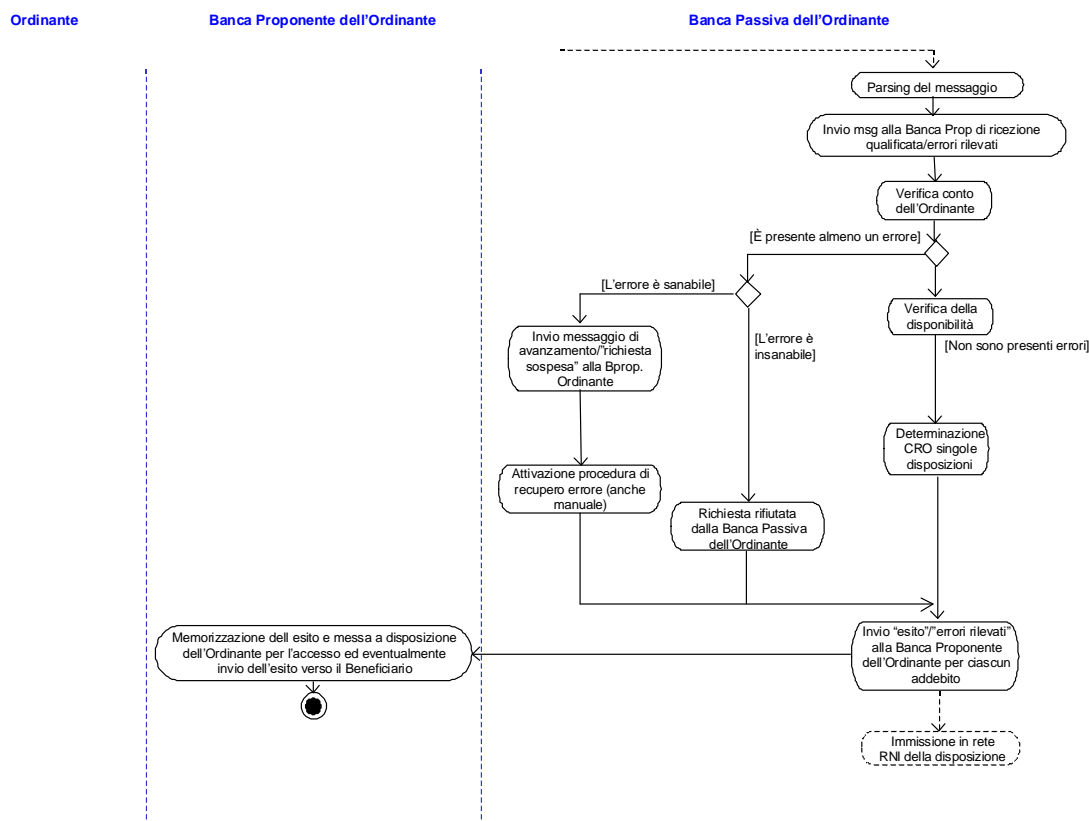 Ordinante
Banca Proponente dell'Ordinante
Banca Passiva dell'Ordinante
Parsing del messaggio
Invio msg alla Banca Prop di ricezione
qualificata/errori rilevati
Verifica conto
dell'Ordinante
[È presente almeno un errore]
[L'errore è sanabile]
Verifica della
disponibilità
[L'errore è
insanabile]
[Non sono presenti errori]
Invio messaggio di
avanzamento/"richiesta
sospesa" alla Bprop.
Ordinante
Determinazione
CRO singole
disposizioni
Attivazione procedura di
recupero errore (anche
manuale)
Richiesta rifiutata
dalla Banca Passiva
dell'Ordinante
Memorizzazione dell esito e messa a disposizione
dell'Ordinante per l'accesso ed eventualmente
invio dell'esito verso il Beneficiario
Invio "esito"/"errori rilevati"
alla Banca Proponente
dell'Ordinante per ciascun
addebito
Immissione in rete
RNI della disposizione